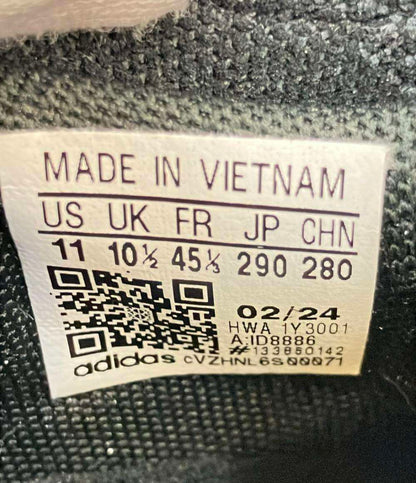 MADE IN VIETNAM
US UK FR JP CHN
11 10½ 45⅓ 290 280
02/24
HWA 1Y3001
A:ID8886
#133880142
adidas cVZHNL6S00071